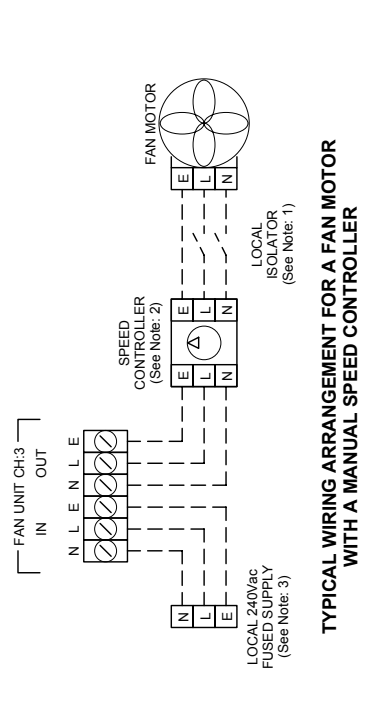 FAN UNIT CH:3
IN OUT
N L E N L E
LOCAL 240Vac
FUSED SUPPLY
(See Note: 3)
N
L
E
SPEED
CONTROLLER
(See Note: 2)
E
L
N
E
L
N
LOCAL
ISOLATOR
(See Note: 1)
FAN MOTOR
E
L
N
TYPICAL WIRING ARRANGEMENT FOR A FAN MOTOR
WITH A MANUAL SPEED CONTROLLER